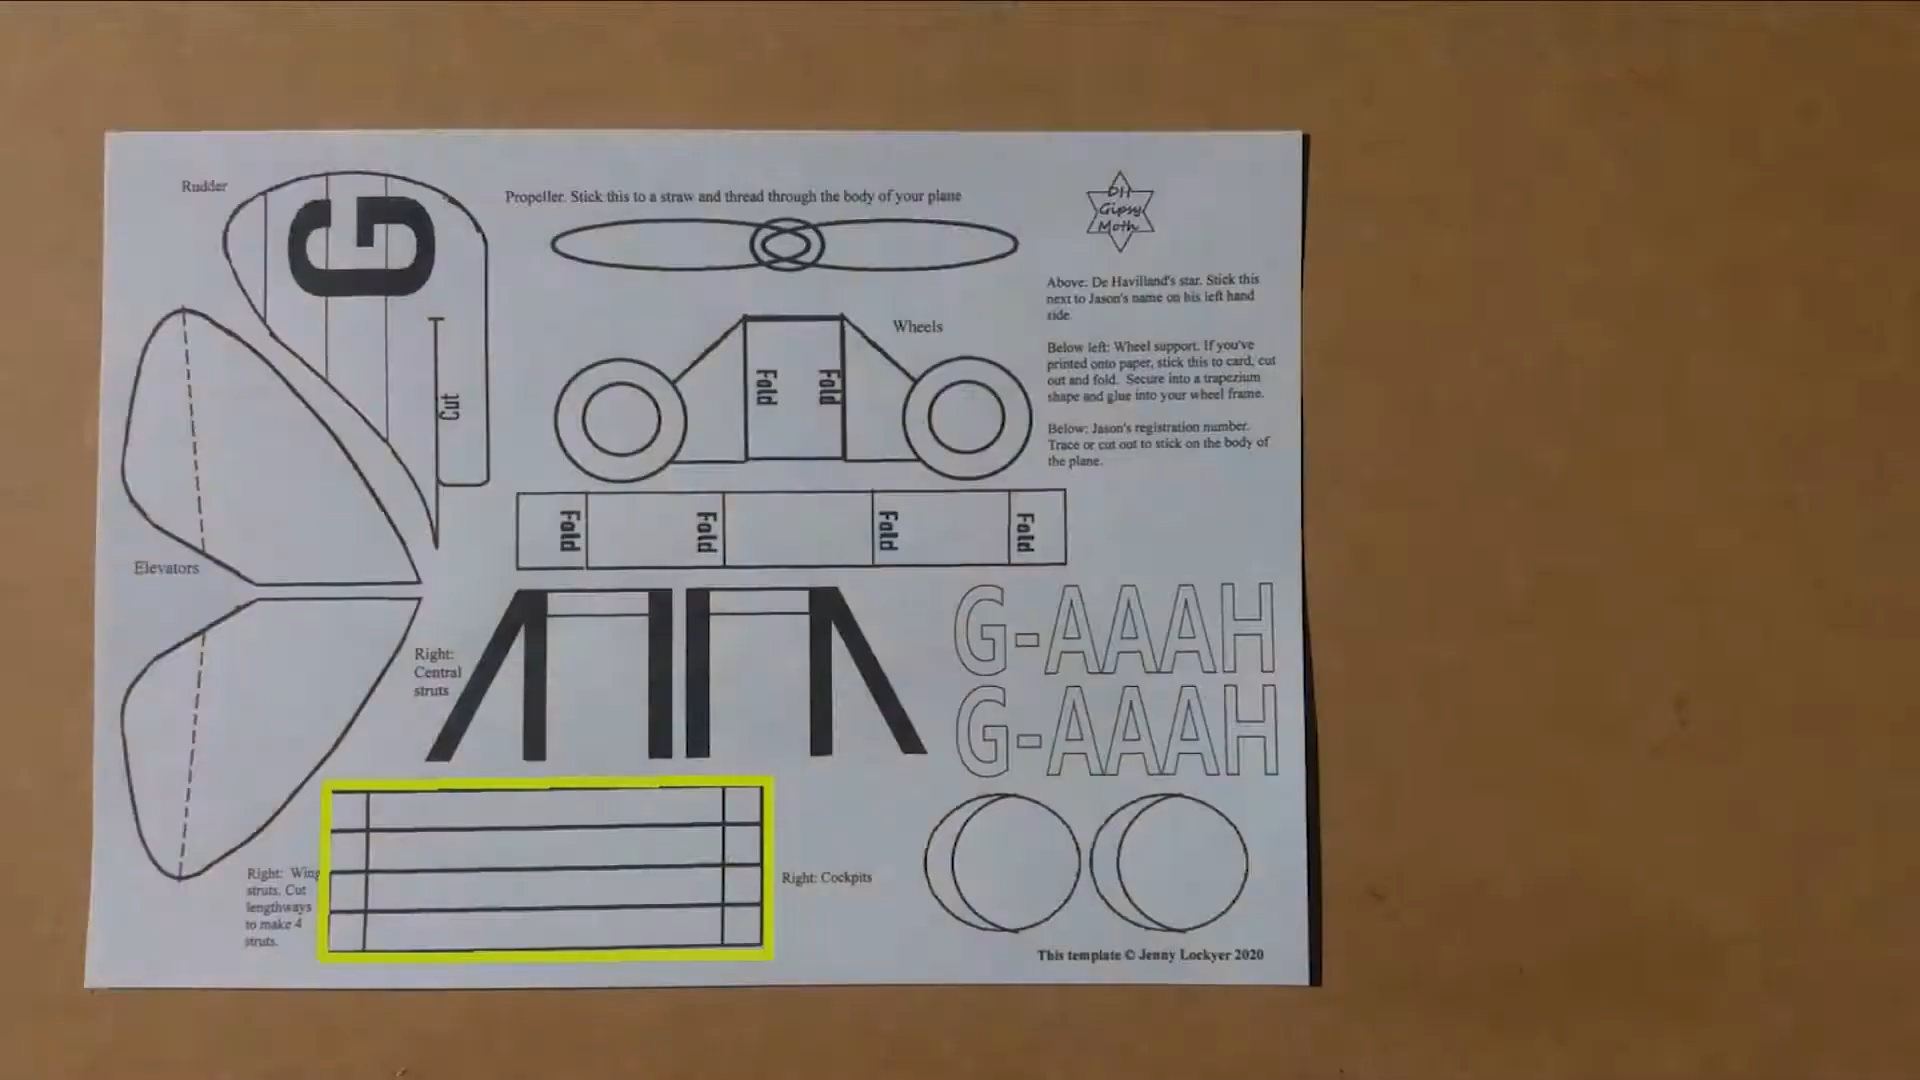 Rudder
G
Cut
Propeller. Stick this to a straw and thread through the body of your plane
DH
Gipsy
Moth
Above: De Havilland's star. Stick this
next to Jason's name on his left hand
side.
Wheels
Fold
Fold
Below left: Wheel support. If you've
printed onto paper, stick this to card, cut
out and fold. Secure into a trapezium
shape and glue into your wheel frame.
Below: Jason's registration number.
Trace or cut out to stick on the body of
the plane.
Fold
Fold
Fold
Fold
Elevators
Right:
Central
struts
G-AAAH
G-AAAH
Right: Wing
struts. Cut
lengthways
to make 4
struts.
Right: Cockpits
This template © Jenny Lockyer 2020